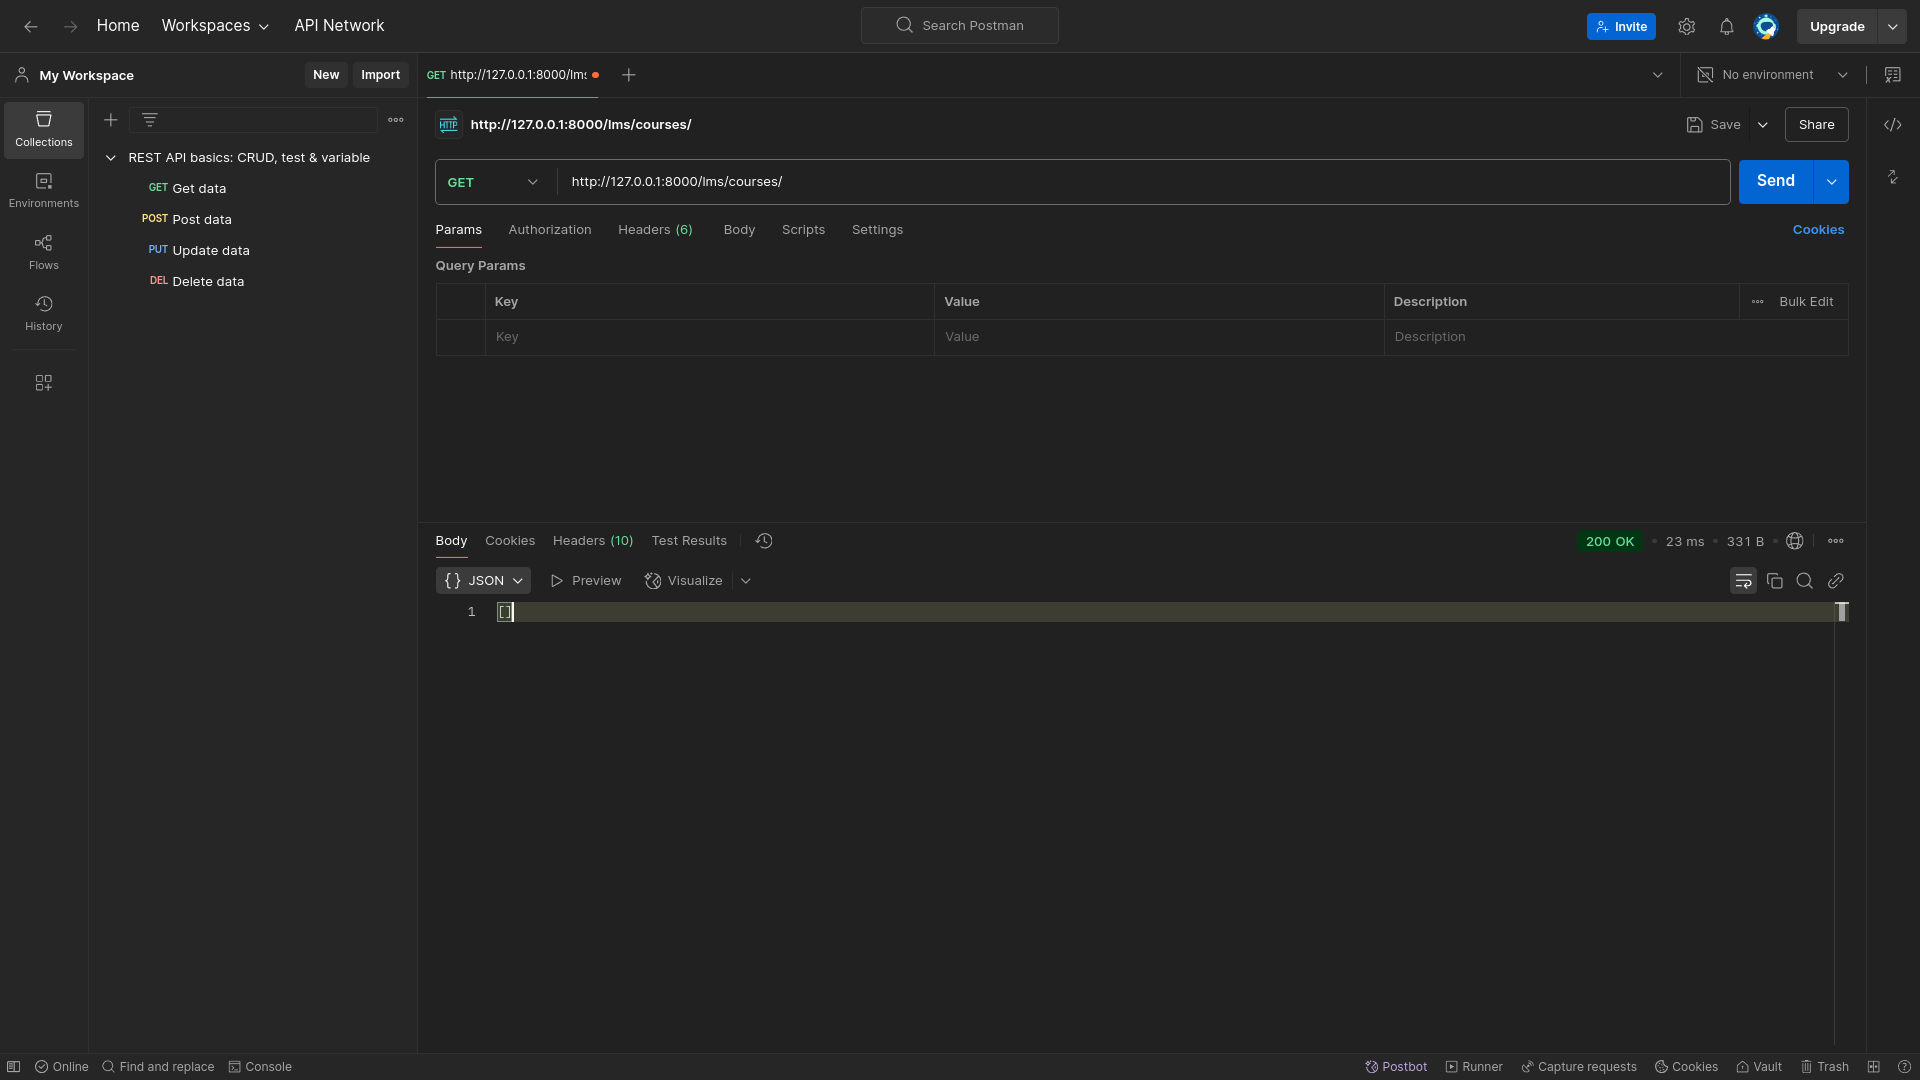 Home Workspaces API Network Search Postman Invite Upgrade
My Workspace New Import GET http://127.0.0.1:8000/lms No environment
HTTP http://127.0.0.1:8000/lms/courses/ Save Share
Collections
REST API basics: CRUD, test & variable
GET Get data
POST Post data
PUT Update data
DEL Delete data
Environments
Flows
History
GET http://127.0.0.1:8000/lms/courses/ Send
Params Authorization Headers (6) Body Scripts Settings Cookies
Query Params
Key Value Description Bulk Edit
Key Value Description
Body Cookies Headers (10) Test Results 200 OK 23 ms 331 B
{} JSON Preview Visualize
1 []
Online Find and replace Console Postbot Runner Capture requests Cookies Vault Trash